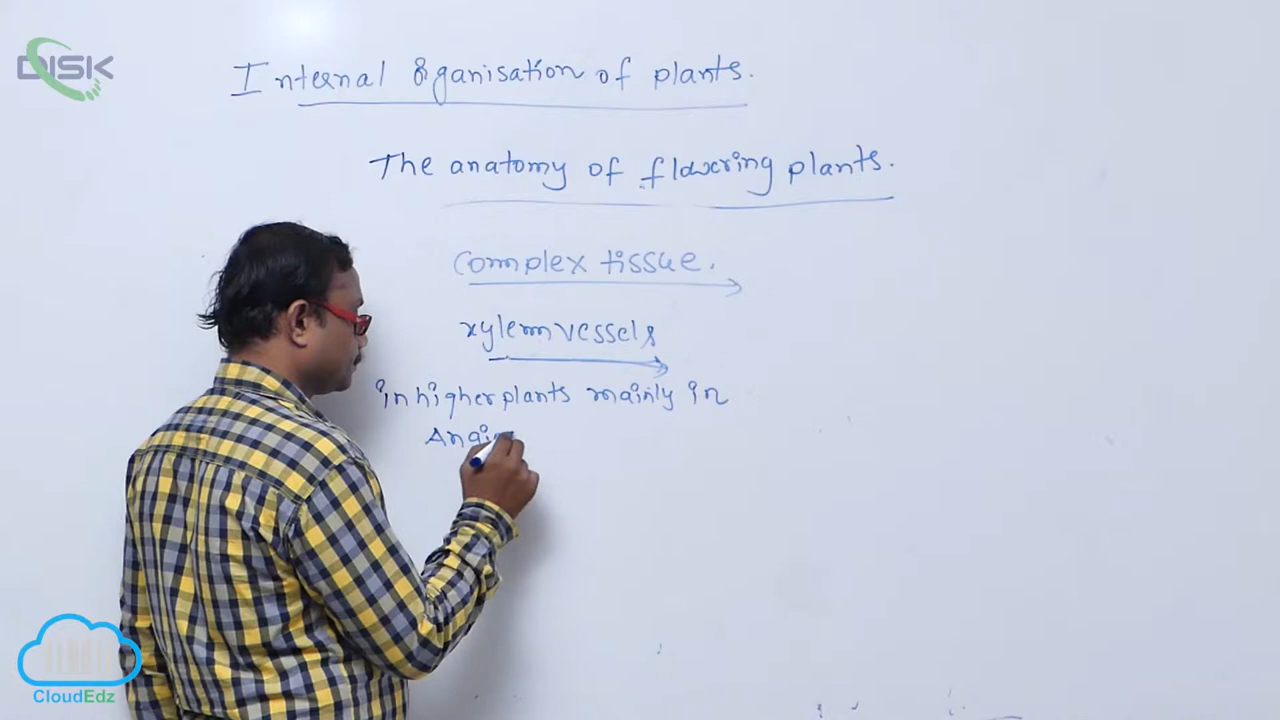 DISK
Internal organisation of plants.
The anatomy of flowering plants.
Complex tissue.
xylem vessels
in higher plants mainly in
CloudEdz